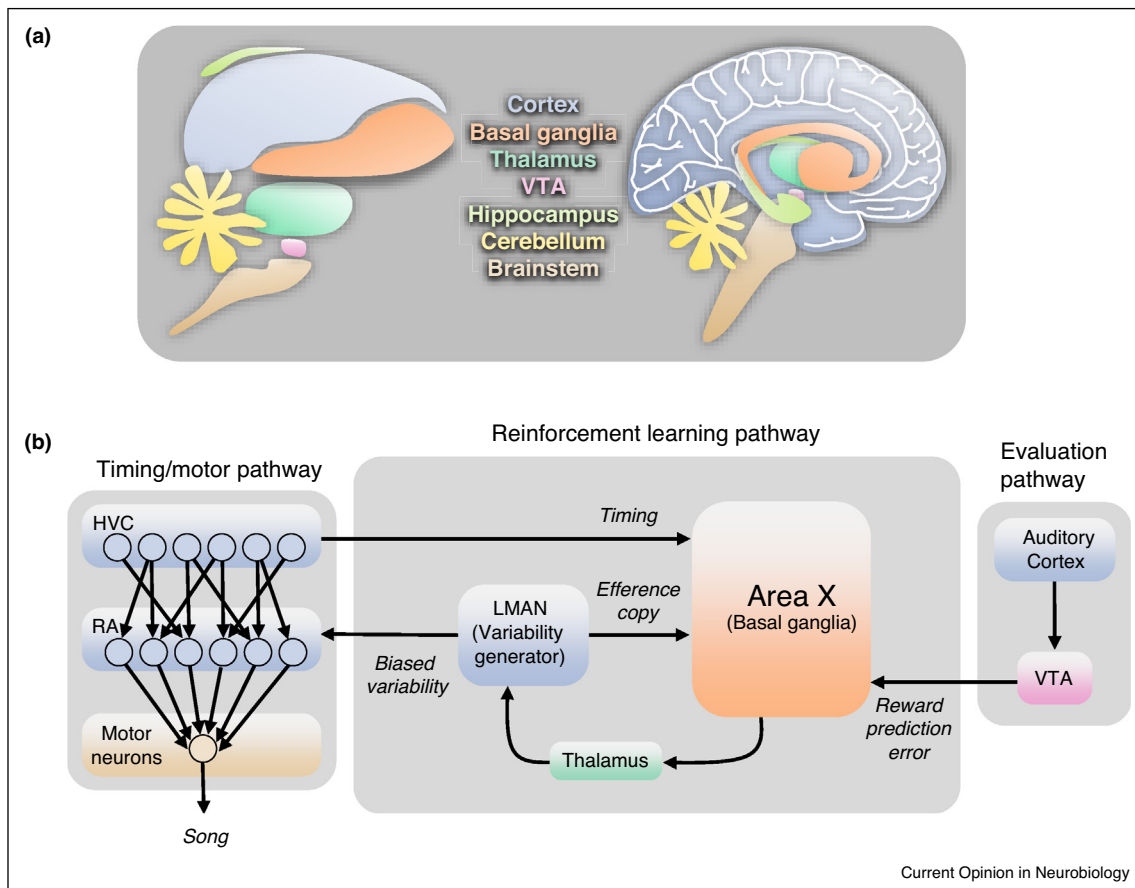 (a)
Cortex
Basal ganglia
Thalamus
VTA
Hippocampus
Cerebellum
Brainstem
(b)
Reinforcement learning pathway
Timing/motor pathway
Evaluation
pathway
HVC
Timing
Auditory
Cortex
Efference
copy
LMAN
(Variability
generator)
Area X
(Basal ganglia)
RA
Biased
variability
VTA
Reward
prediction
error
Motor
neurons
Thalamus
Song
Current Opinion in Neurobiology